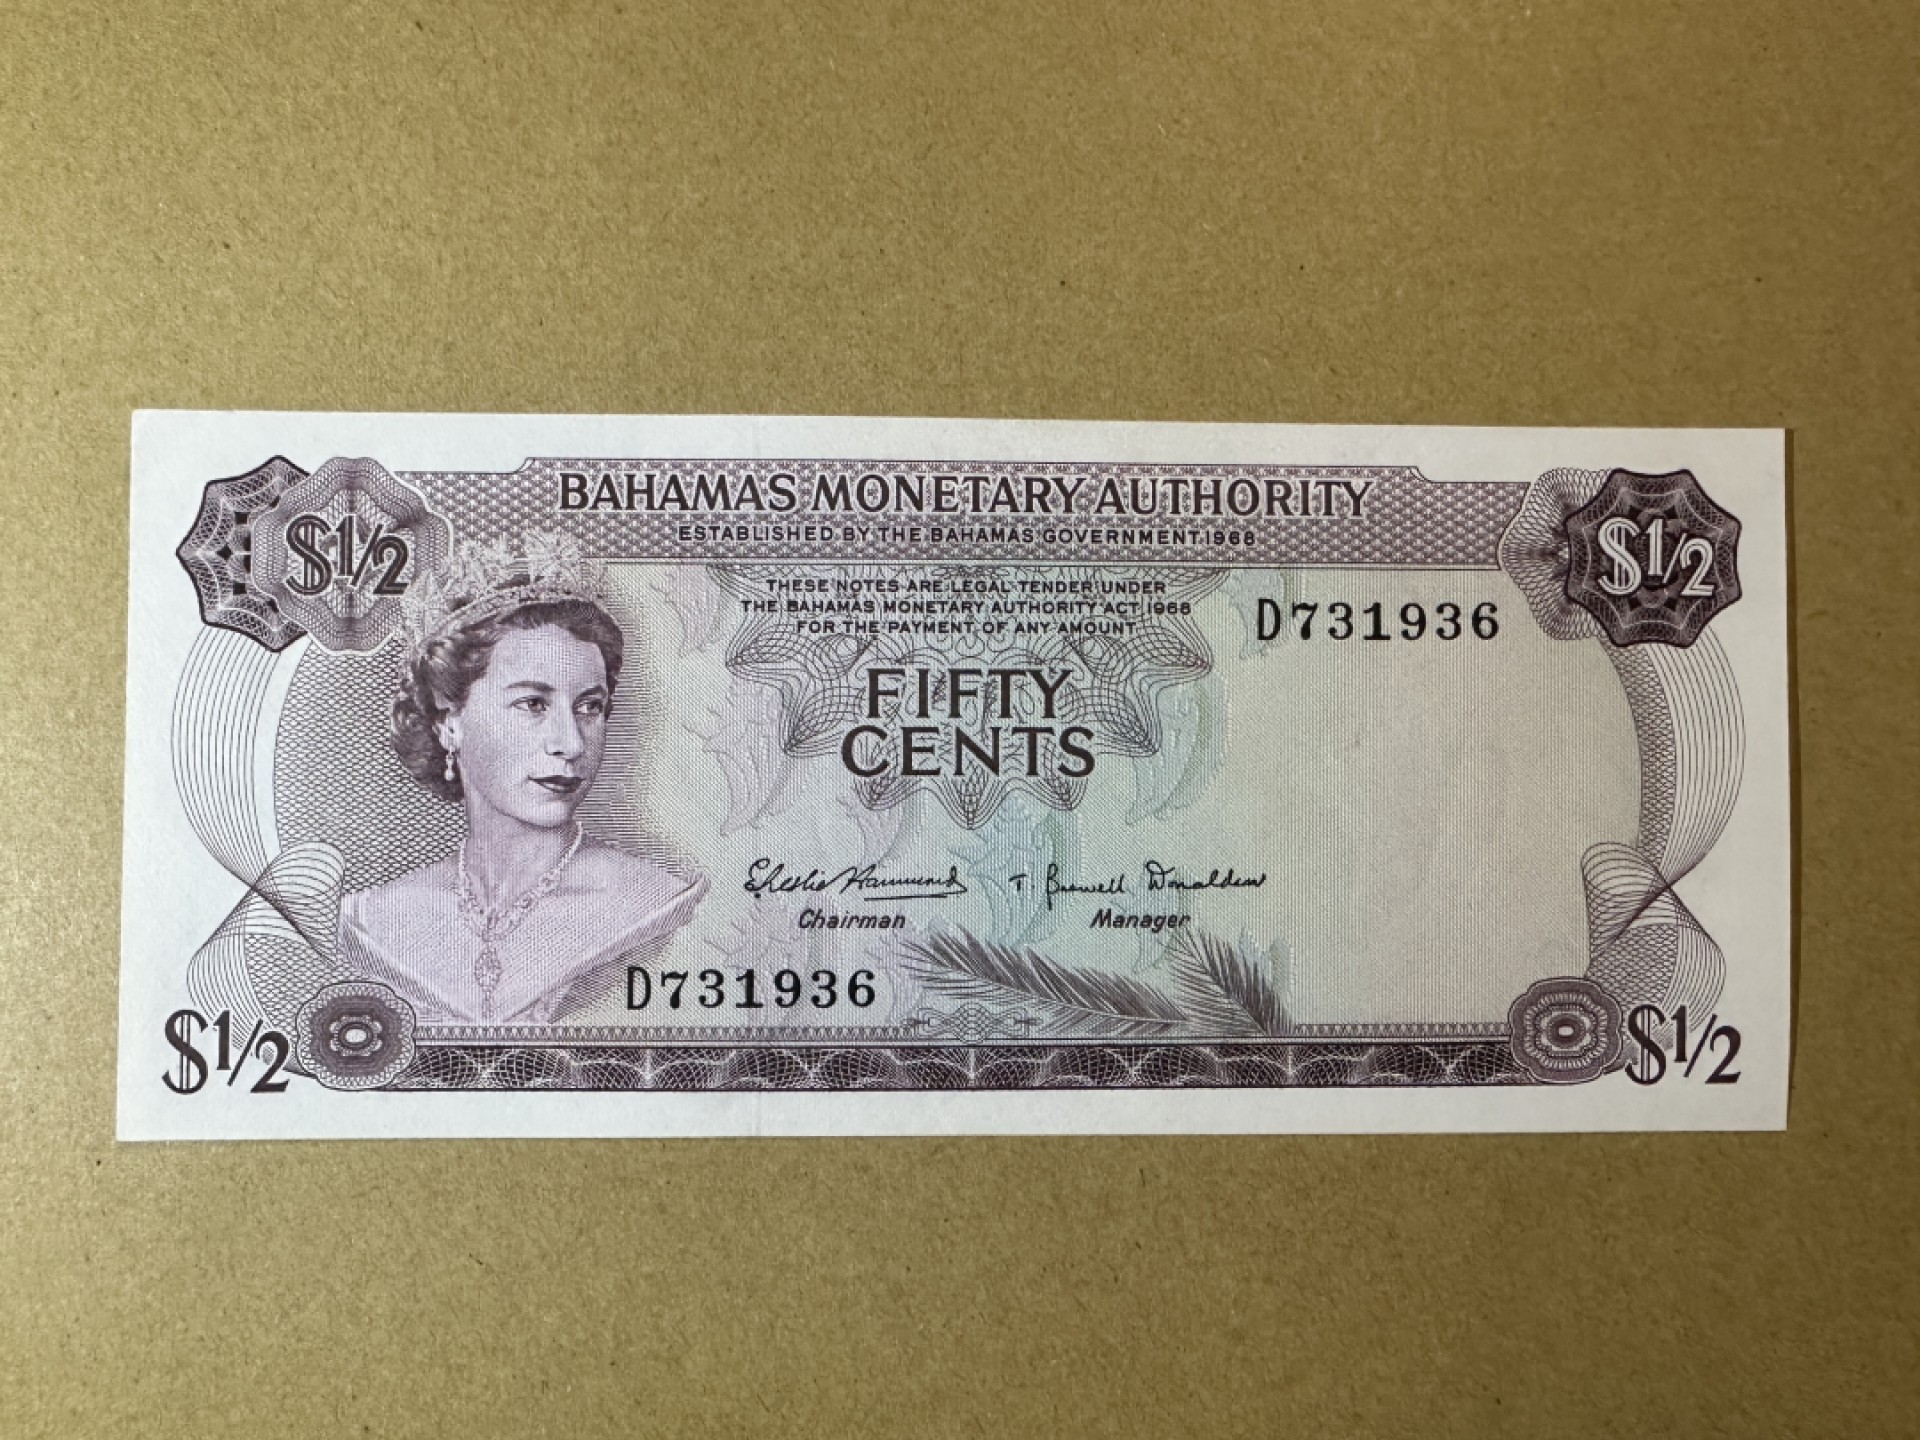 BAHAMAS MONETARY AUTHORITY
ESTABLISHED BY THE BAHAMAS GOVERNMENT 1968
$1/2
$1/2
THESE NOTES ARE LEGAL TENDER UNDER
THE BAHAMAS MONETARY AUTHORITY ACT 1968
FOR THE PAYMENT OF ANY AMOUNT
D731936
FIFTY
CENTS
T. Baswell Donaldson
Chairman
Manager
D731936
$1/2
$1/2